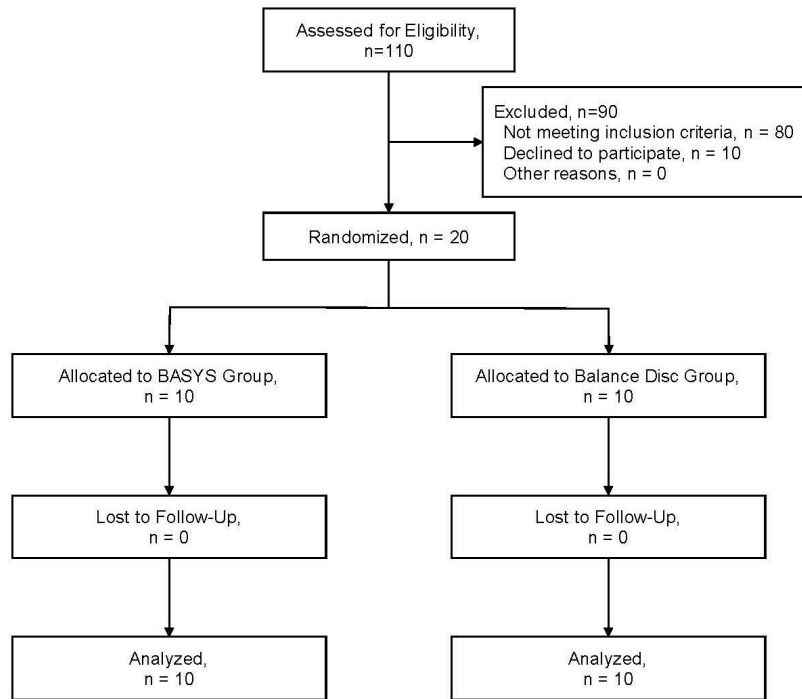 Assessed for Eligibility,
n=110
Excluded, n=90
Not meeting inclusion criteria, n = 80
Declined to participate, n = 10
Other reasons, n = 0
Randomized, n = 20
Allocated to BASYS Group,
n = 10
Allocated to Balance Disc Group,
n = 10
Lost to Follow-Up,
n = 0
Lost to Follow-Up,
n = 0
Analyzed,
n = 10
Analyzed,
n = 10